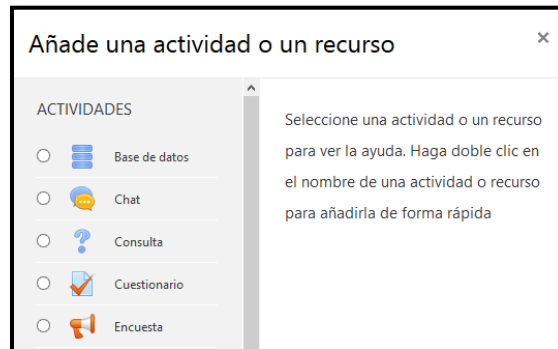 Añade una actividad o un recurso
×
ACTIVIDADES
Base de datos
Chat
Consulta
Cuestionario
Encuesta
Seleccione una actividad o un recurso
para ver la ayuda. Haga doble clic en
el nombre de una actividad o recurso
para añadirla de forma rápida